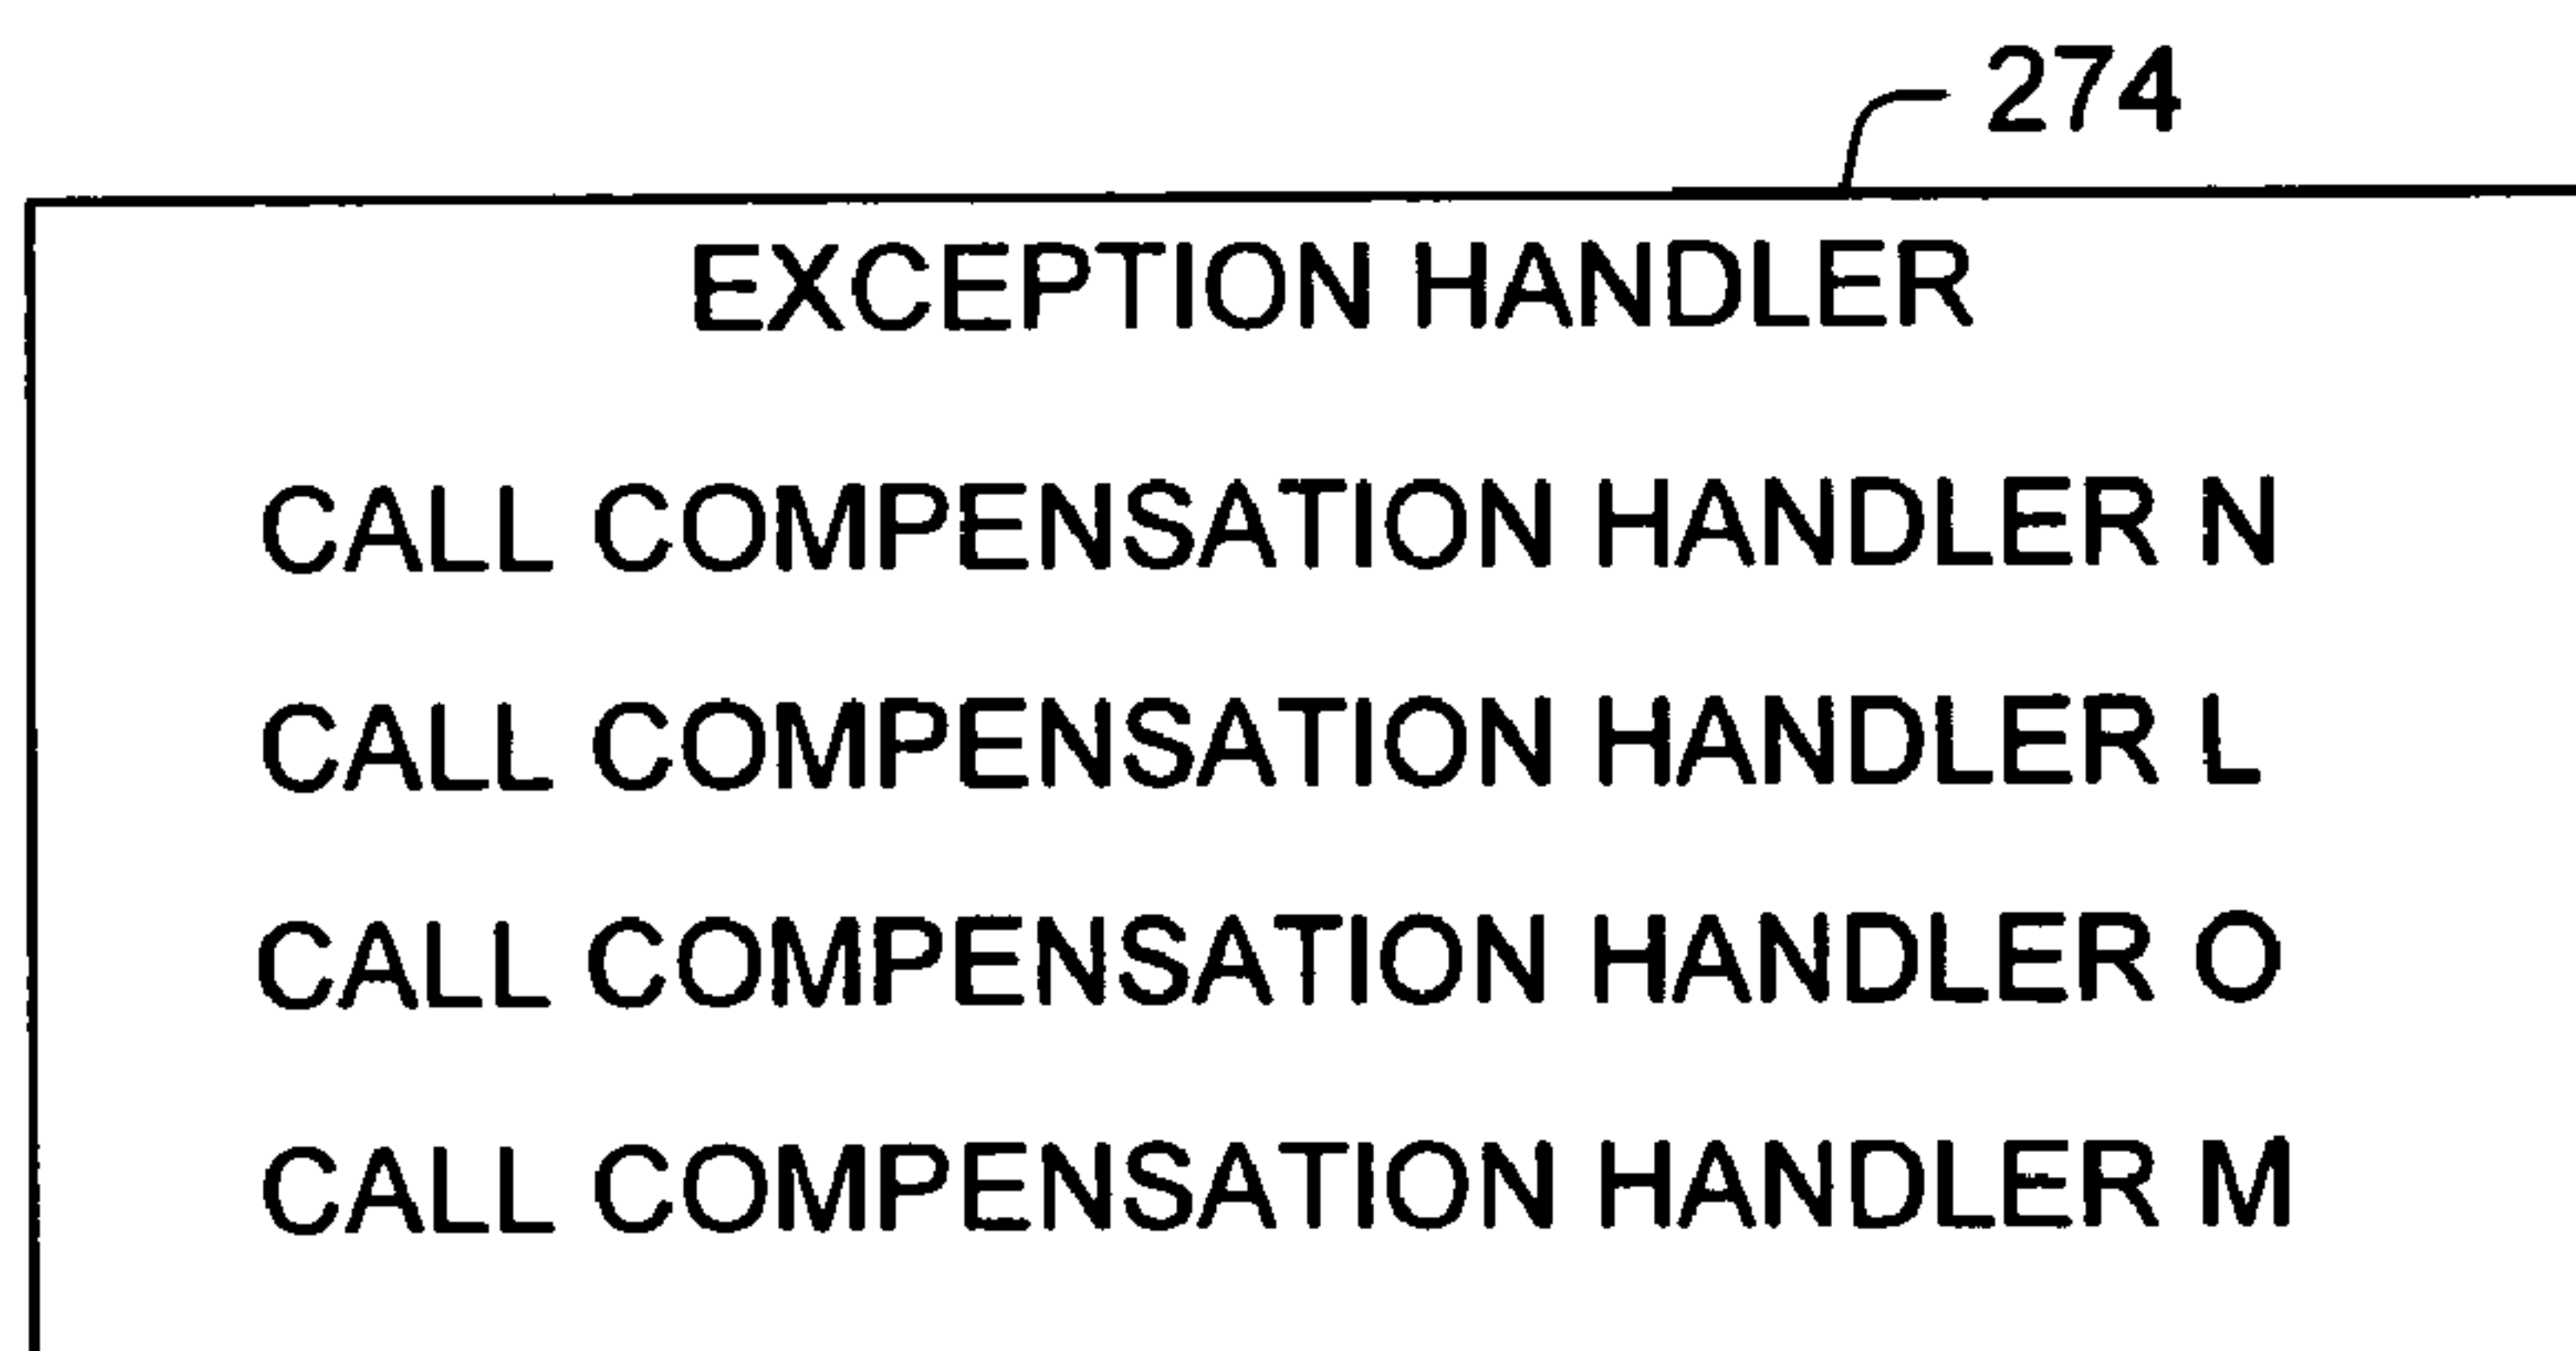 274
EXCEPTION HANDLER
CALL COMPENSATION HANDLER N
CALL COMPENSATION HANDLER L
CALL COMPENSATION HANDLER O
CALL COMPENSATION HANDLER M